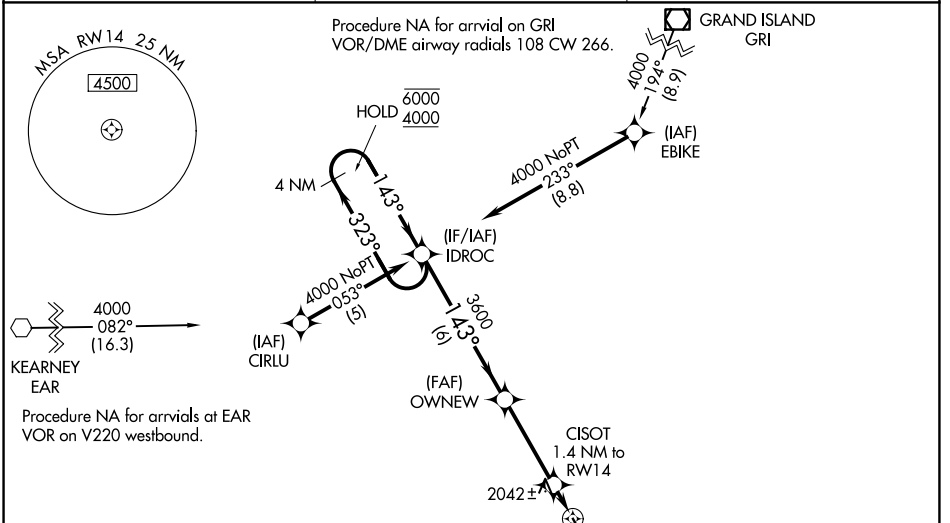 MSA RW14 25 NM
4500
Procedure NA for arrvial on GRI
VOR/DME airway radials 108 CW 266.
GRAND ISLAND
GRI
4000
194°
(8.9)
(IAF)
EBIKE
HOLD
6000
4000
4 NM
143°
323°
4000 NoPT
233°
(8.8)
(IF/IAF)
IDROC
4000 NoPT
053°
(5)
(IAF)
CIRLU
3600
143°
(6)
KEARNEY
EAR
4000
082°
(16.3)
Procedure NA for arrvials at EAR
VOR on V220 westbound.
(FAF)
OWNEW
CISOT
1.4 NM to
RW14
2042±